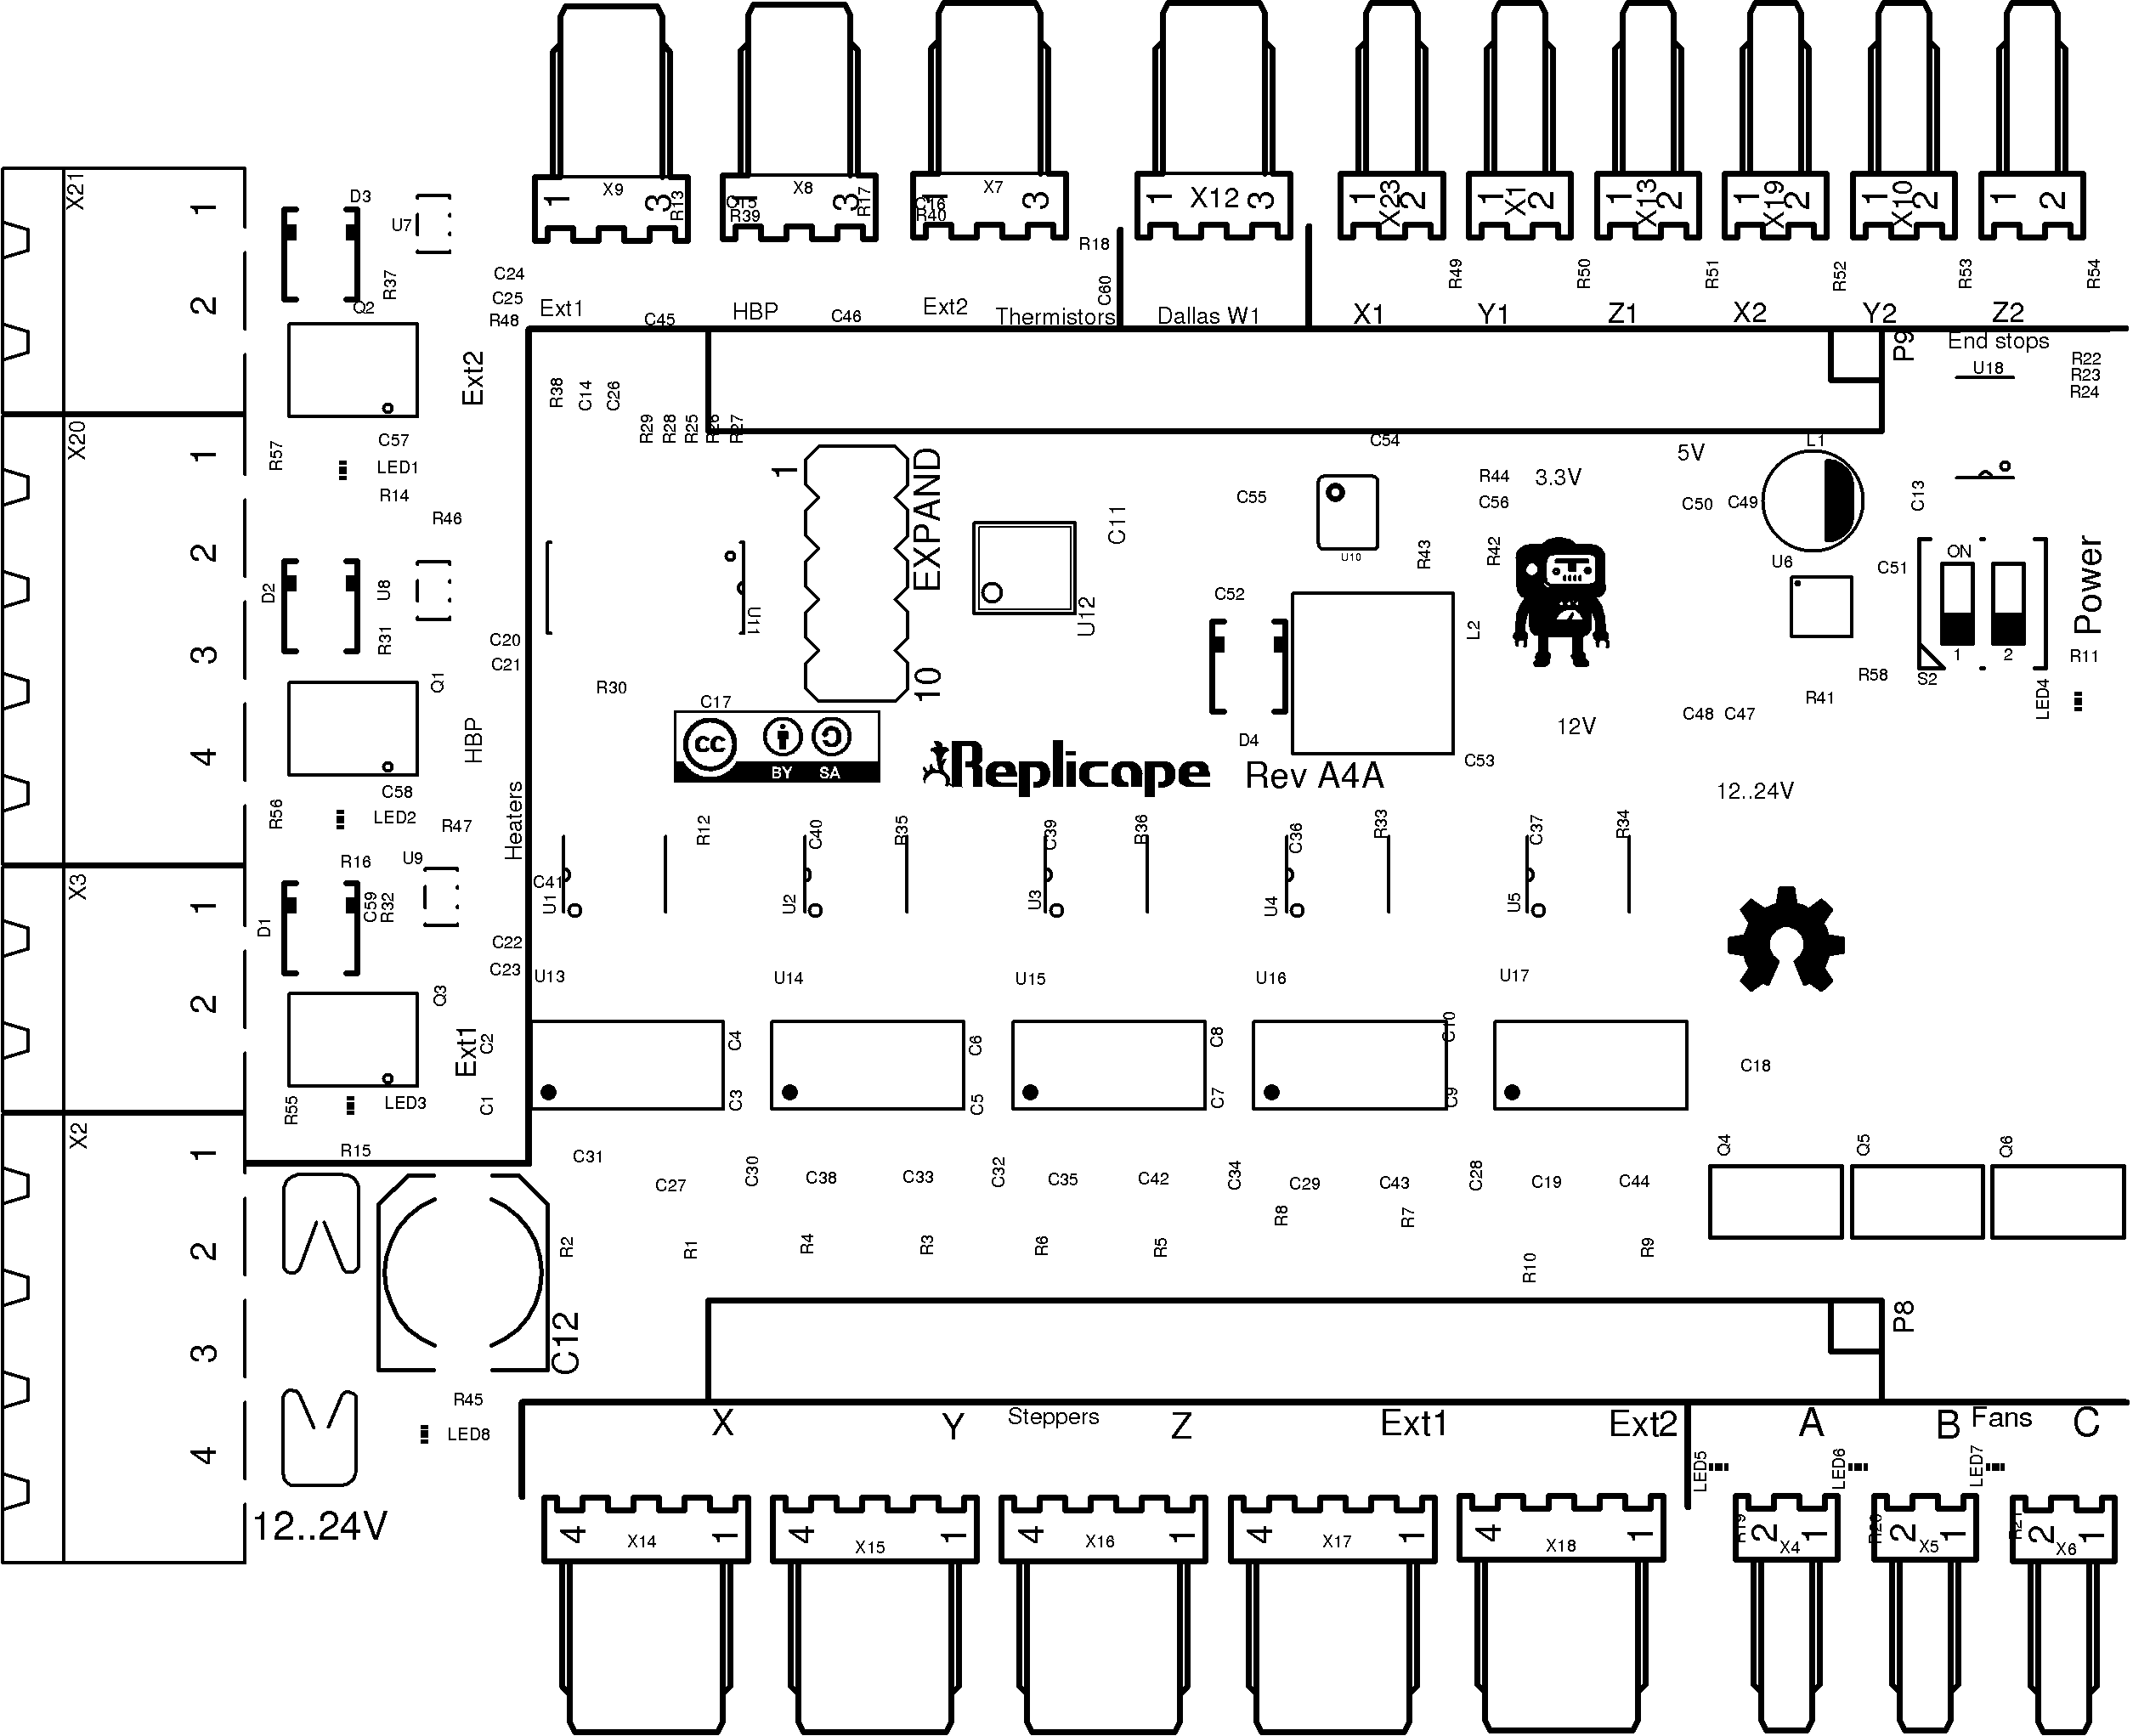 X9
1
3
R13
X8
C15
1
R39
3
R17
X7
C16
1
R40
3
X12
1
3
X23
1
2
X1
1
2
X13
1
2
X19
1
2
X10
1
2
1
2
R18
C60
R49
R50
R51
R52
R53
R54
Ext1
C45
HBP
C46
Ext2
Thermistors
Dallas W1
X1
Y1
Z1
X2
Y2
Z2
End stops
P9
U18
R22
R23
R24
X21
1
2
D3
U7
R37
Q2
C24
C25
R48
Ext2
X20
1
2
3
4
R57
C57
LED1
R14
R46
D2
U8
R31
C20
C21
Q1
HBP
C58
R56
LED2
R47
Heaters
X3
1
2
R16
U9
D1
C59
R32
C22
C23
Q3
Ext1
C2
C1
R55
LED3
R15
X2
1
2
3
4
C12
R45
LED8
12..24V
R38
C14
C26
R29
R28
R25
R26
R27
1
EXPAND
10
U11
R30
C17
cc
BY SA
C11
U12
Replicape Rev A4A
C54
C55
U10
R44
C56
3.3V
R43
R42
C52
D4
L2
C53
12V
5V
L1
C50
C49
C13
U6
C51
ON
1
2
S2
Power
R11
LED4
R58
R41
C48
C47
12..24V
R12
C40
R35
C39
R36
C36
R33
C37
R34
C41
U1
U2
U3
U4
U5
U13
U14
U15
U16
U17
C4
C3
C6
C5
C8
C7
C10
C9
C18
Q4
Q5
Q6
C31
C27
C30
C38
C33
C32
C35
C42
C34
C29
C43
C28
C19
C44
R2
R1
R4
R3
R6
R5
R8
R7
R10
R9
P8
X
Y
Steppers
Z
Ext1
Ext2
A
B
Fans
C
LED5
LED6
LED7
4
X14
1
4
X15
1
4
X16
1
4
X17
1
4
X18
1
R19
2
X4
1
R20
2
X5
1
R21
2
X6
1